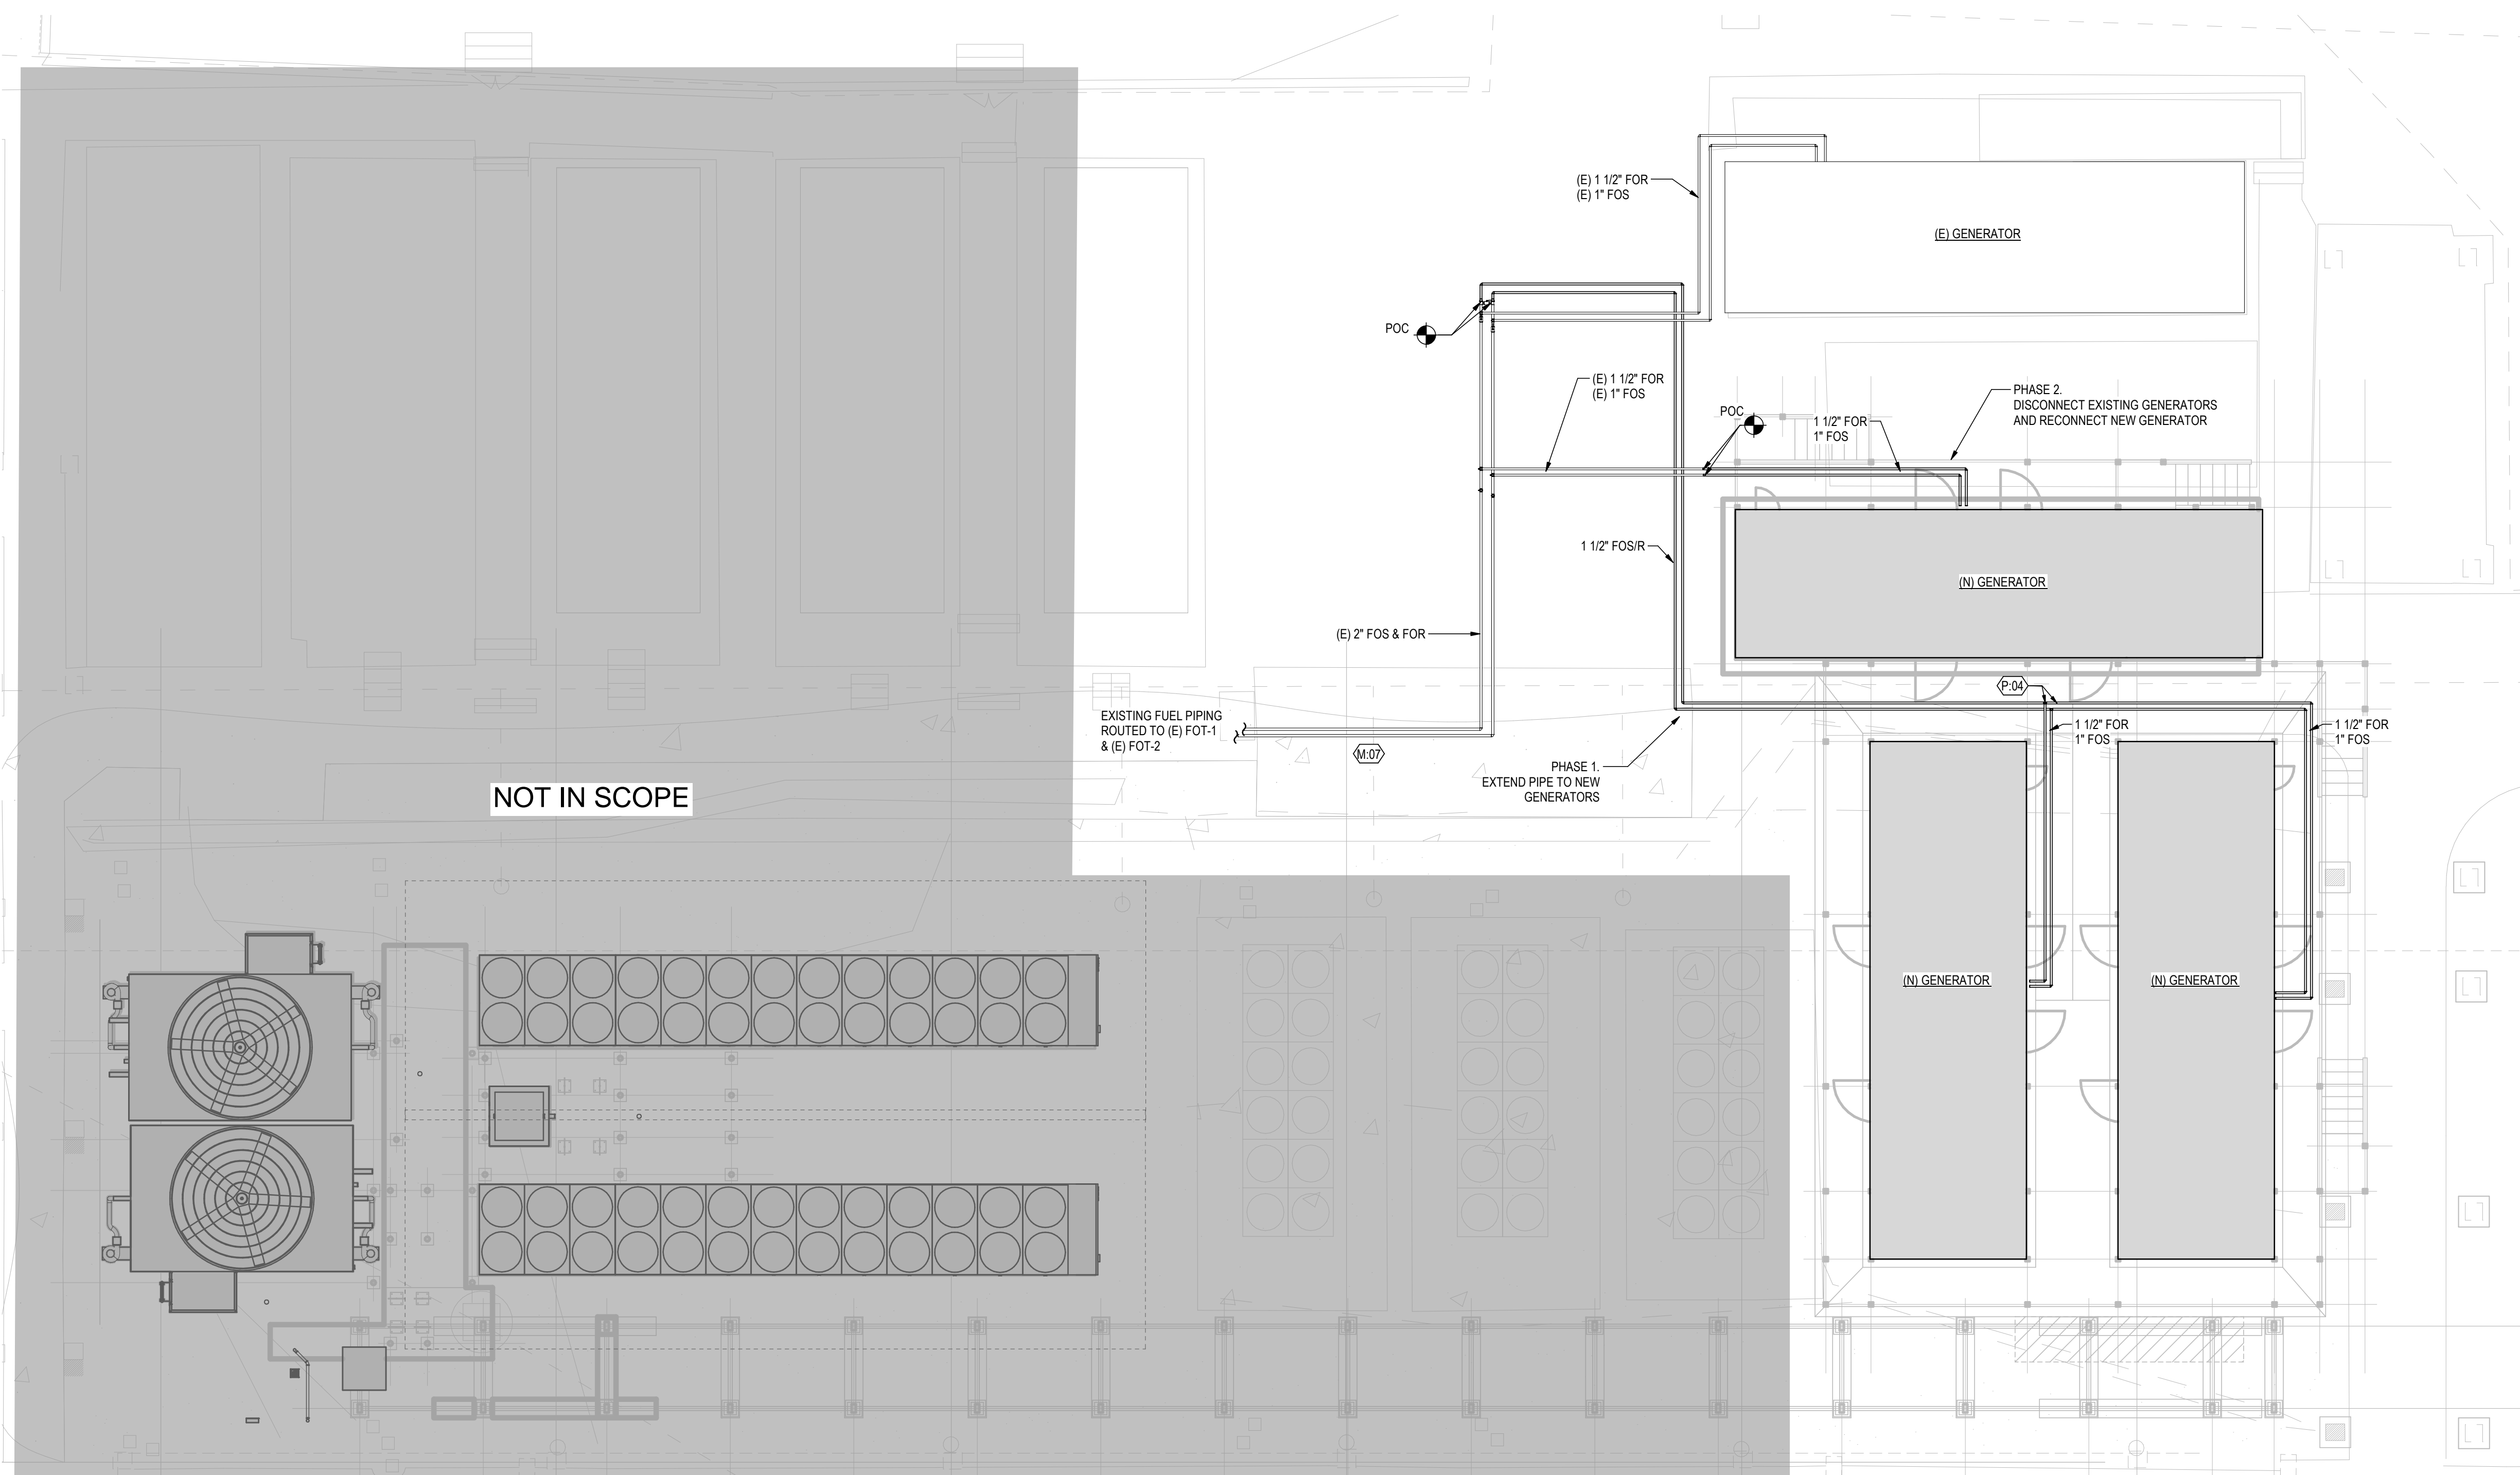 (E) 1 1/2" FOR
(E) 1" FOS
(E) GENERATOR
POC
(E) 1 1/2" FOR
(E) 1" FOS
PHASE 2.
DISCONNECT EXISTING GENERATORS
AND RECONNECT NEW GENERATOR
POC
1 1/2" FOR
1" FOS
1 1/2" FOS/R
(N) GENERATOR
(E) 2" FOS & FOR
P:04
EXISTING FUEL PIPING
ROUTED TO (E) FOT-1
& (E) FOT-2
M:07
1 1/2" FOR
1" FOS
1 1/2" FOR
1" FOS
PHASE 1.
EXTEND PIPE TO NEW
GENERATORS
NOT IN SCOPE
(N) GENERATOR
(N) GENERATOR